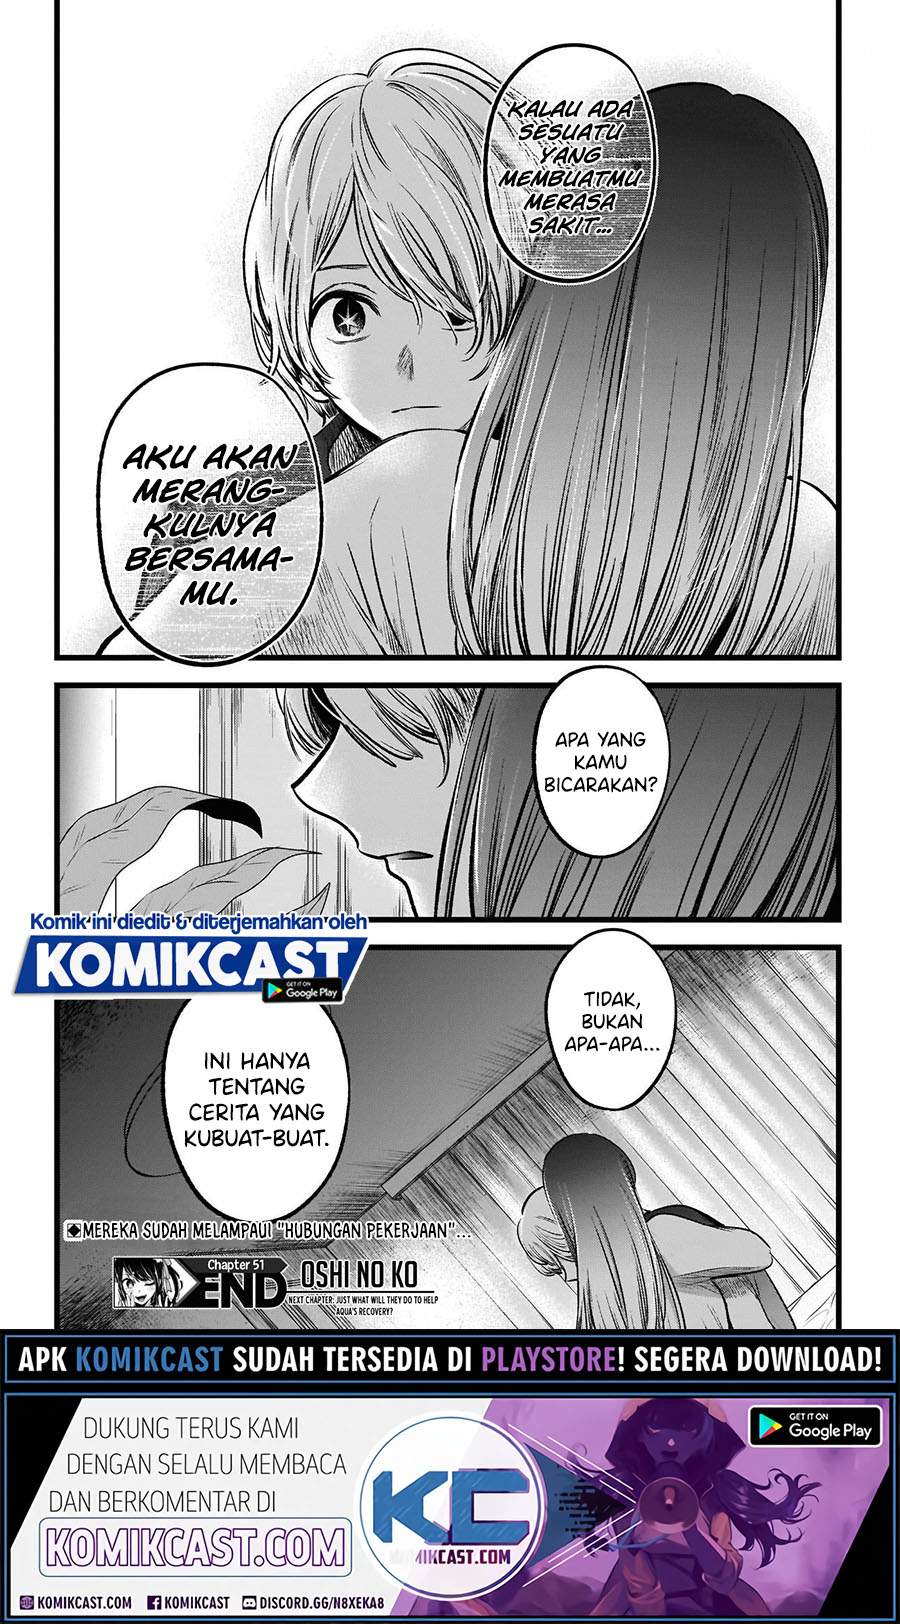 KALAU ADA
SESUATU
YANG
MEMBUATMU
MERASA
SAKIT...
AKU AKAN
MERANG-
KULNYA
BERSAMA-
MU.
APA YANG
KAMU
BICARAKAN?
Komik ini diedit & diterjemahkan oleh
KOMIKCAST
GET IT ON
Google Play
TIDAK,
BUKAN
APA-APA...
INI HANYA
TENTANG
CERITA YANG
KUBUAT-BUAT.
MEREKA SUDAH MELAMPAUI "HUBUNGAN PEKERJAAN"...
Chapter 51
END
OSHI NO KO
NEXT CHAPTER: JUST WHAT WILL THEY DO TO HELP
AQUA'S RECOVERY?
APK KOMIKCAST SUDAH TERSEDIA DI PLAYSTORE! SEGERA DOWNLOAD!
DUKUNG TERUS KAMI
DENGAN SELALU MEMBACA
DAN BERKOMENTAR DI
KOMIKCAST.COM
KC
KOMIKCAST.COM
GET IT ON
Google Play
KOMIKCAST.COM
KOMIKCAST
DISCORD.GG/N8XEKA8